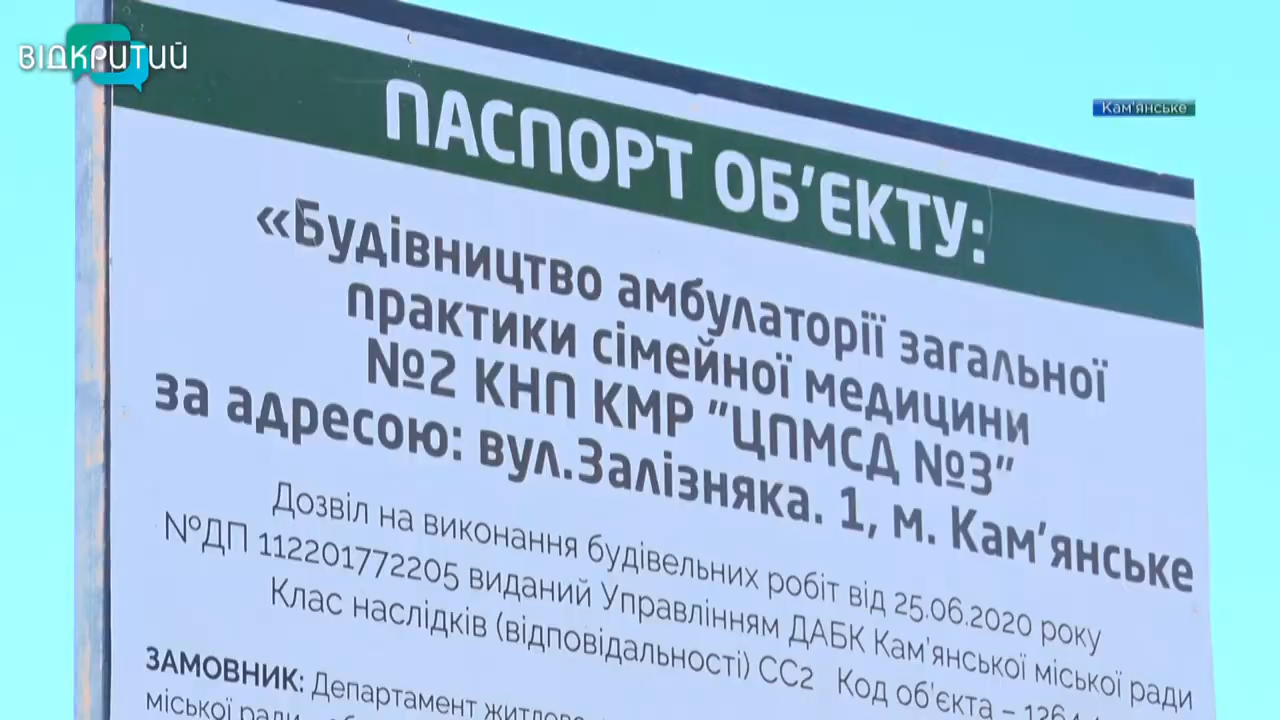 ВІДКРИТИЙ
Кам'янське
ПАСПОРТ ОБ'ЄКТУ:
«Будівництво амбулаторії загальної
практики сімейної медицини
№2 КНП КМР "ЦПМСД №3"
за адресою: вул.Залізняка. 1, м. Кам'янське
Дозвіл на виконання будівельних робіт від 25.06.2020 року
№ДП 112201772205 виданий Управлінням ДАБК Кам'янської міської ради
Клас наслідків (відповідальності) СС2 Код об'єкта – 1264
ЗАМОВНИК: Департамент
міської ради